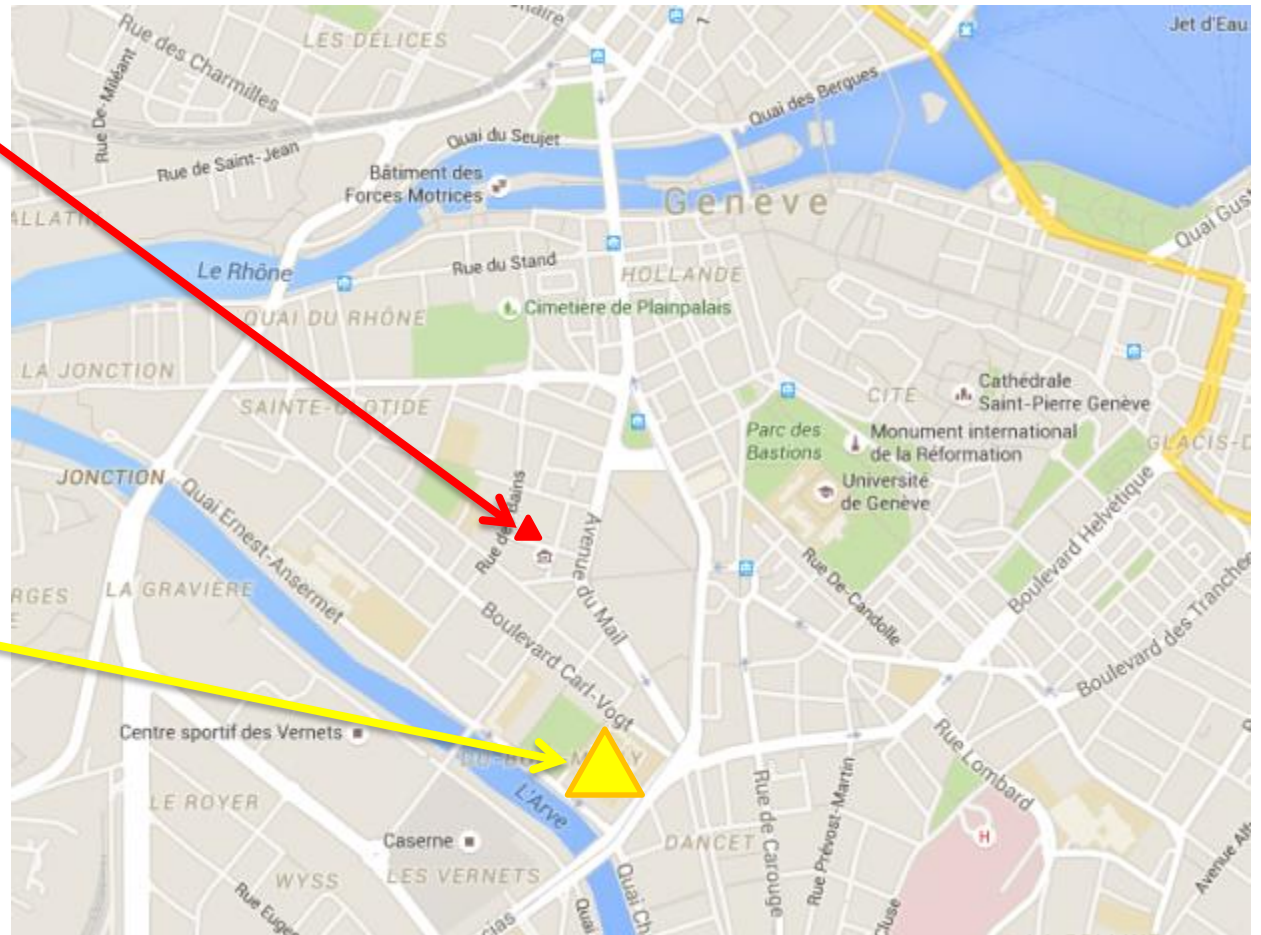 Jet d'Eau
LES DÉLICES
Rue des Charmilles
Rue De-Miléant
Quai des Bergues
Quai du Seujet
Rue de Saint-Jean
Bâtiment des
Forces Motrices
Genève
Le Rhône
Rue du Stand
HOLLANDE
Cimetière de Plainpalais
QUAI DU RHÔNE
LA JONCTION
CITÉ
Cathédrale
Saint-Pierre Genève
Parc des
Bastions
Monument international
de la Réformation
Université
de Genève
JONCTION
Quai Ernest-Ansermet
Avenue du Mail
Boulevard Helvétique
LA GRAVIÈRE
Rue De-Candolle
Boulevard des
Boulevard Carl-Vogt
Centre sportif des Vernets
L'Arve
Rue Lombard
LE ROYER
Rue de Carouge
Rue Prévost-Martin
Caserne
DANCET
H
WYSS
LES VERNETS
Quai